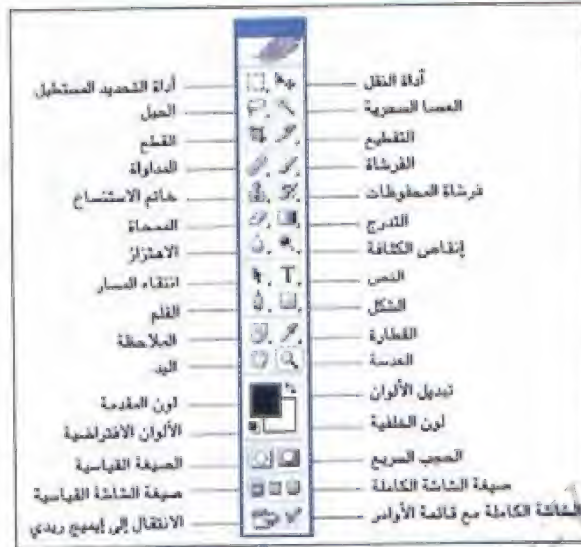 أداة النقل
أداة التحديد المستطيل
العصا السحرية
الحبل
التقطيع
القطع
الفرشاة
المداواة
فرشاة المحفوظات
خاتم الاستنساخ
التدرج
الممحاة
إنقاص الكثافة
الاهتزاز
النص
انتقاء المسار
الشكل
القلم
القطارة
الملاحظة
العدسة
اليد
تبديل الألوان
لون المقدمة
لون الخلفية
الألوان الافتراضية
الحجب السريع
الصيغة القياسية
صيغة الشاشة الكاملة
صيغة الشاشة القياسية
الشاشة الكاملة مع قائمة الأوامر
الانتقال إلى إيميج ريدي